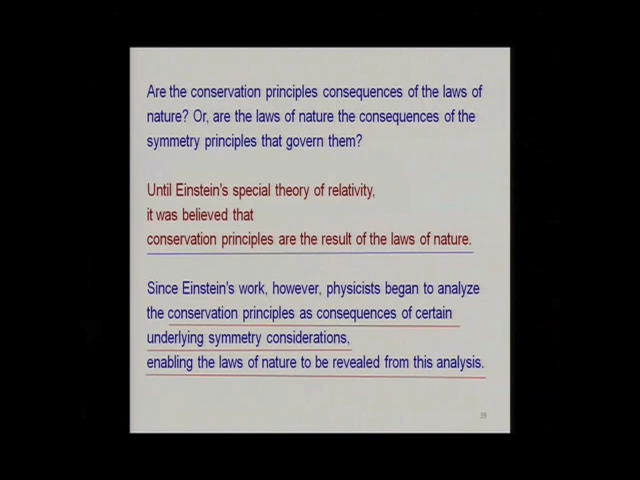 Are the conservation principles consequences of the laws of
nature? Or, are the laws of nature the consequences of the
symmetry principles that govern them?
Until Einstein's special theory of relativity,
it was believed that
conservation principles are the result of the laws of nature.
Since Einstein's work, however, physicists began to analyze
the conservation principles as consequences of certain
underlying symmetry considerations,
enabling the laws of nature to be revealed from this analysis.